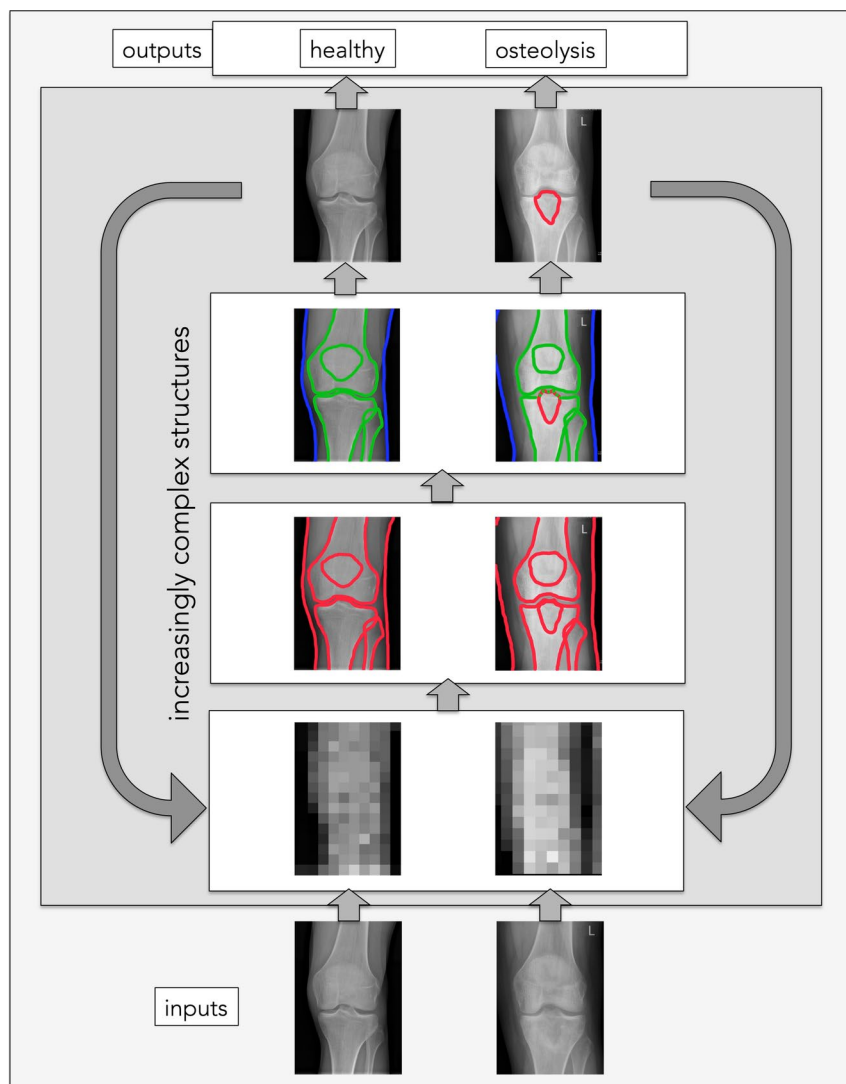 outputs
healthy
osteolysis
L
L
L
increasingly complex structures
L
inputs